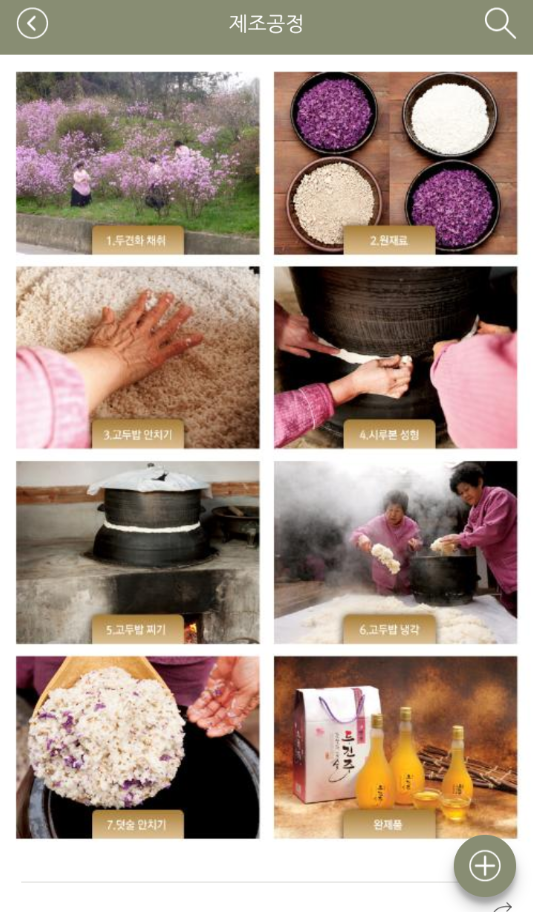 제조공정
1.두견화 채취
2.원재료
3.고두밥 안치기
4.시루본 성형
5.고두밥 찌기
6.고두밥 냉각
7.덧술 안치기
두견주
완제품